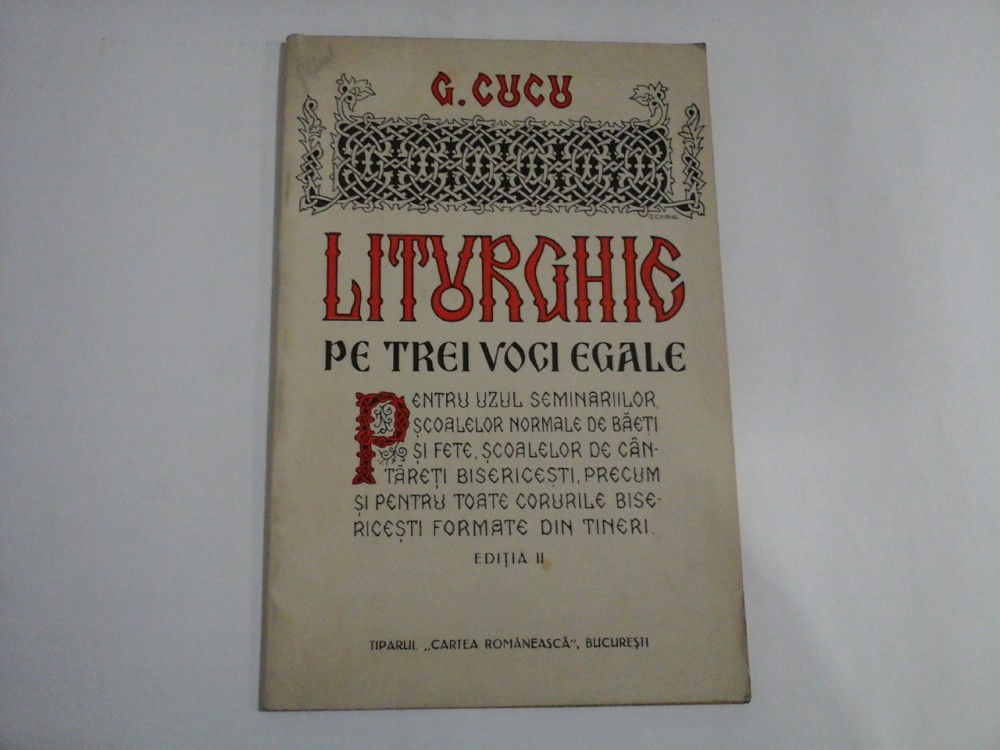 G. CUCU
LITURGHIE
PE TREI VOCI EGALE
PENTRU UZUL SEMINARIILOR,
ȘCOALELOR NORMALE DE BĂEȚI
ȘI FETE, ȘCOALELOR DE CÂN-
TĂREȚI BISERICEȘTI, PRECUM
ȘI PENTRU TOATE CORURILE BISE-
RICEȘTI FORMATE DIN TINERI.
EDIȚIA II
TIPARUL „CARTEA ROMÂNEASCĂ", BUCUREȘTI